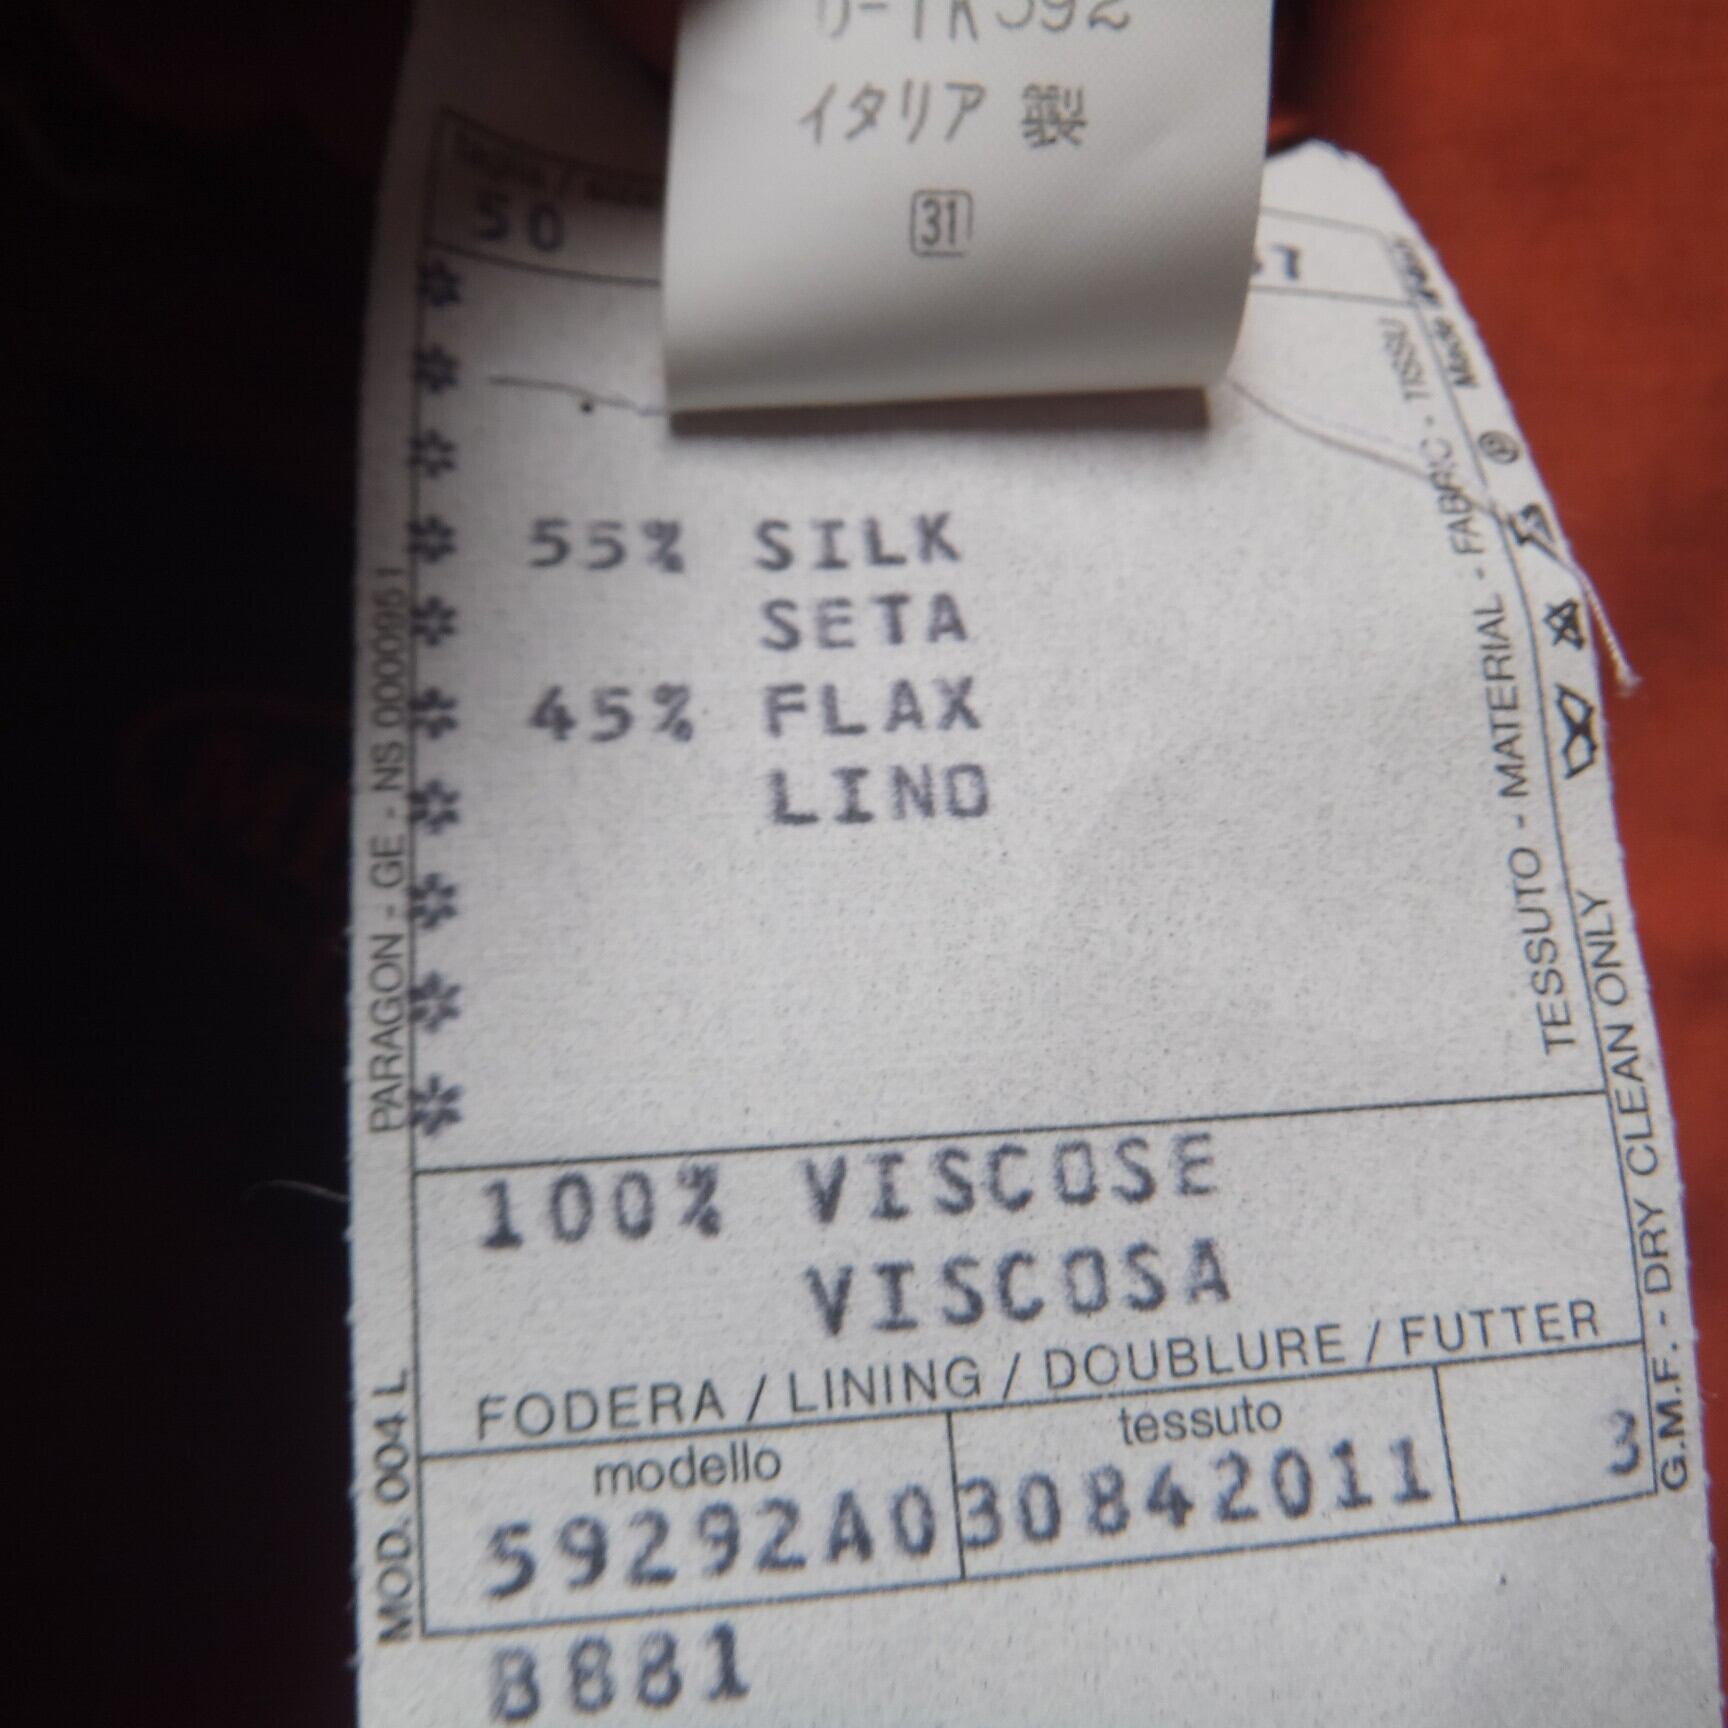 イタリア 製
31
50
55% SILK
SETA
45% FLAX
LINO
TESSUTO - MATERIAL - FABRIC - TISSU
100% VISCOSE
VISCOSA
FODERA / LINING / DOUBLURE / FUTTER
modello
59292A0
tessuto
30842011
3
8881
MOD. 004 L
PARAGON - GE - NS 0000951
G.M.F. - DRY CLEAN ONLY